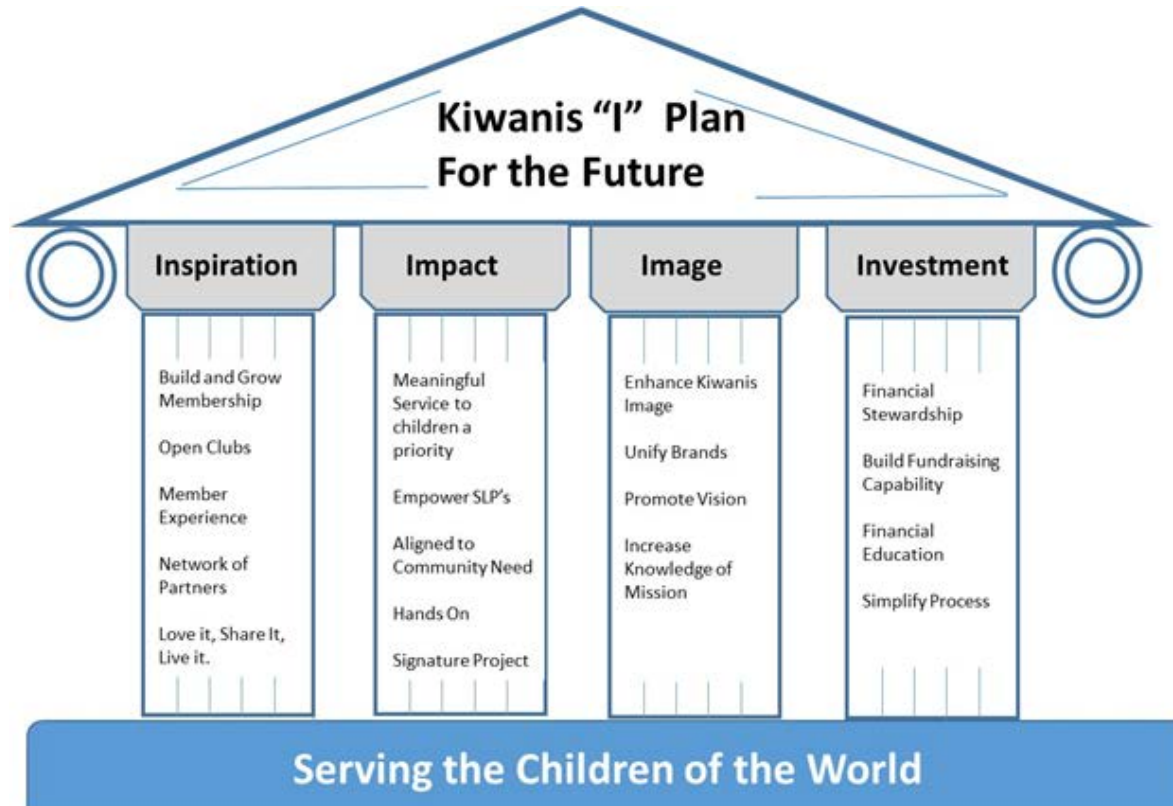 Kiwanis “I” Plan
For the Future
Inspiration
Build and Grow
Membership
Open Clubs
Member
Experience
Network of
Partners
Love it, Share It,
Live it.
Impact
Meaningful
Service to
children a
priority
Empower SLP’s
Aligned to
Community Need
Hands On
Signature Project
Image
Enhance Kiwanis
Image
Unify Brands
Promote Vision
Increase
Knowledge of
Mission
Investment
Financial
Stewardship
Build Fundraising
Capability
Financial
Education
Simplify Process
Serving the Children of the World